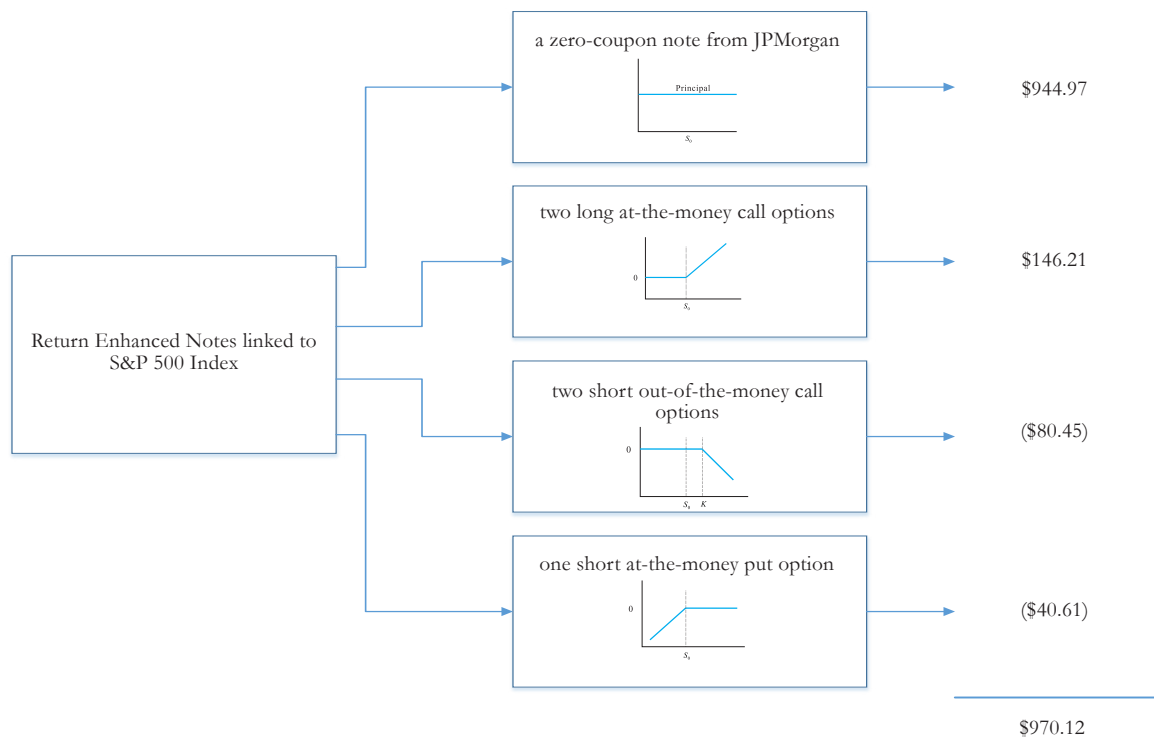 a zero-coupon note from JPMorgan
Principal
S₀
$944.97
two long at-the-money call options
0
S₀
$146.21
Return Enhanced Notes linked to
S&P 500 Index
two short out-of-the-money call
options
0
S₀ K
($80.45)
one short at-the-money put option
0
S₀
($40.61)
$970.12